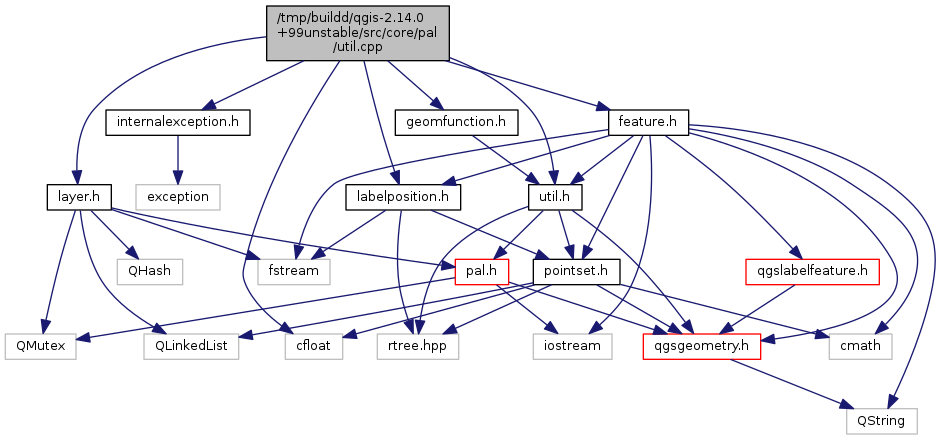 /tmp/buildd/qgis-2.14.0
+99unstable/src/core/pal
/util.cpp
internalexception.h
geomfunction.h
feature.h
layer.h
exception
labelposition.h
util.h
QHash
fstream
pal.h
pointset.h
qgslabelfeature.h
QMutex
QLinkedList
cfloat
rtree.hpp
iostream
qgsgeometry.h
cmath
QString